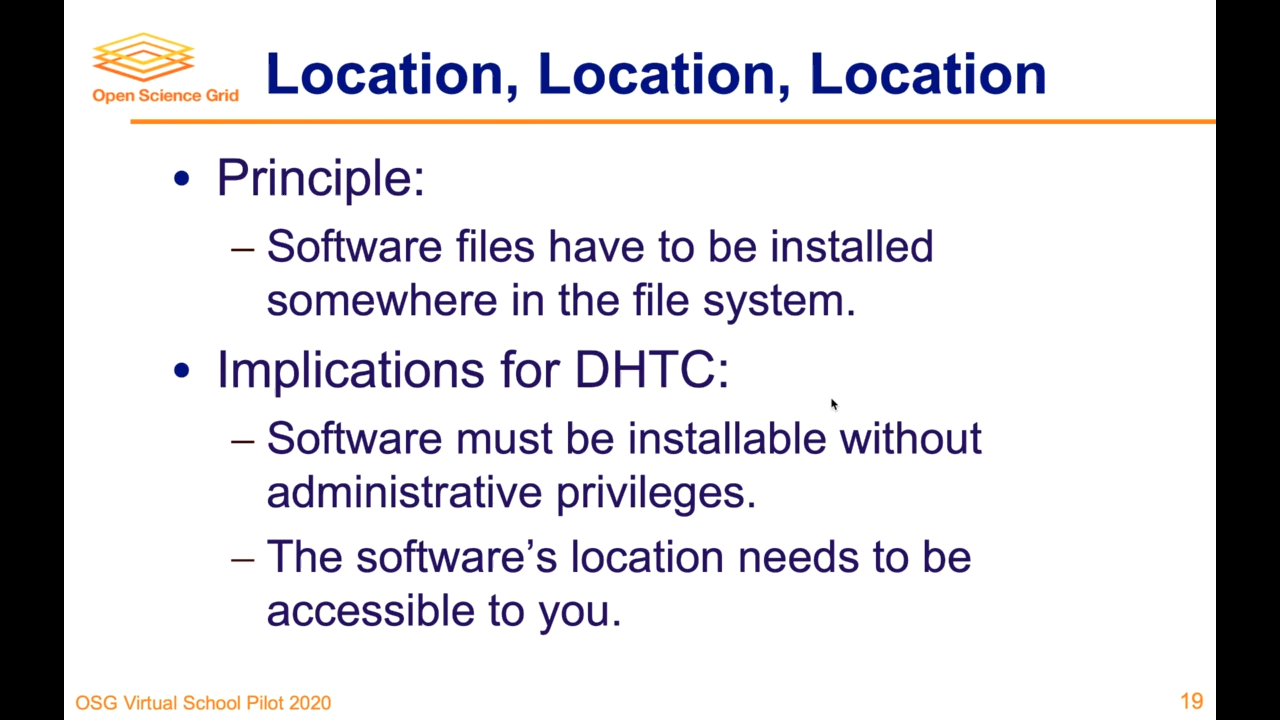 Open Science Grid
Location, Location, Location
• Principle:
– Software files have to be installed
somewhere in the file system.
• Implications for DHTC:
– Software must be installable without
administrative privileges.
– The software’s location needs to be
accessible to you.
OSG Virtual School Pilot 2020
19